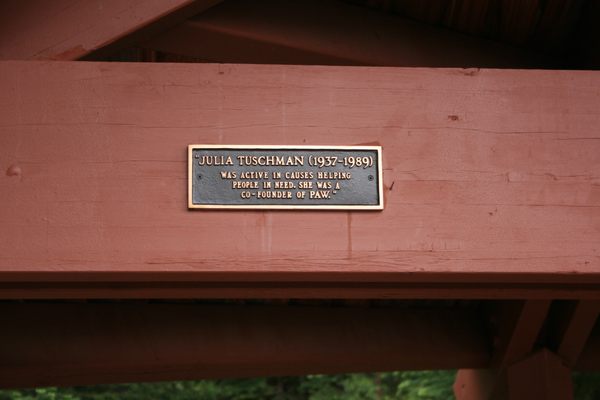 "JULIA TUSCHMAN (1937-1989)
WAS ACTIVE IN CAUSES HELPING
PEOPLE IN NEED. SHE WAS A
CO-FOUNDER OF PAW."